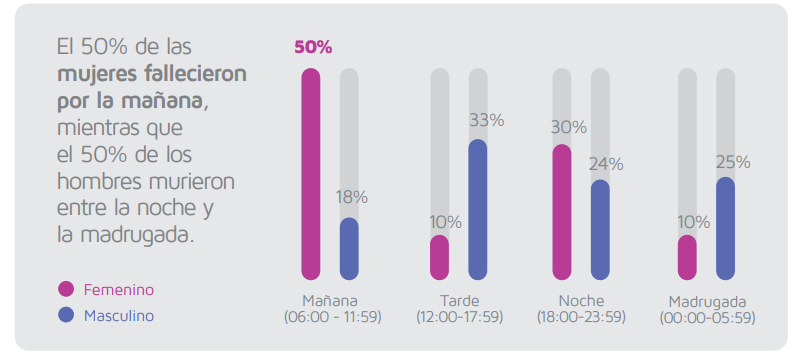 El 50% de las
mujeres fallecieron
por la mañana,
mientras que
el 50% de los
hombres murieron
entre la noche y
la madrugada.
Femenino
Masculino
50%
18%
10%
33%
30%
24%
10%
25%
Mañana
(06:00 - 11:59)
Tarde
(12:00-17:59)
Noche
(18:00-23:59)
Madrugada
(00:00-05:59)